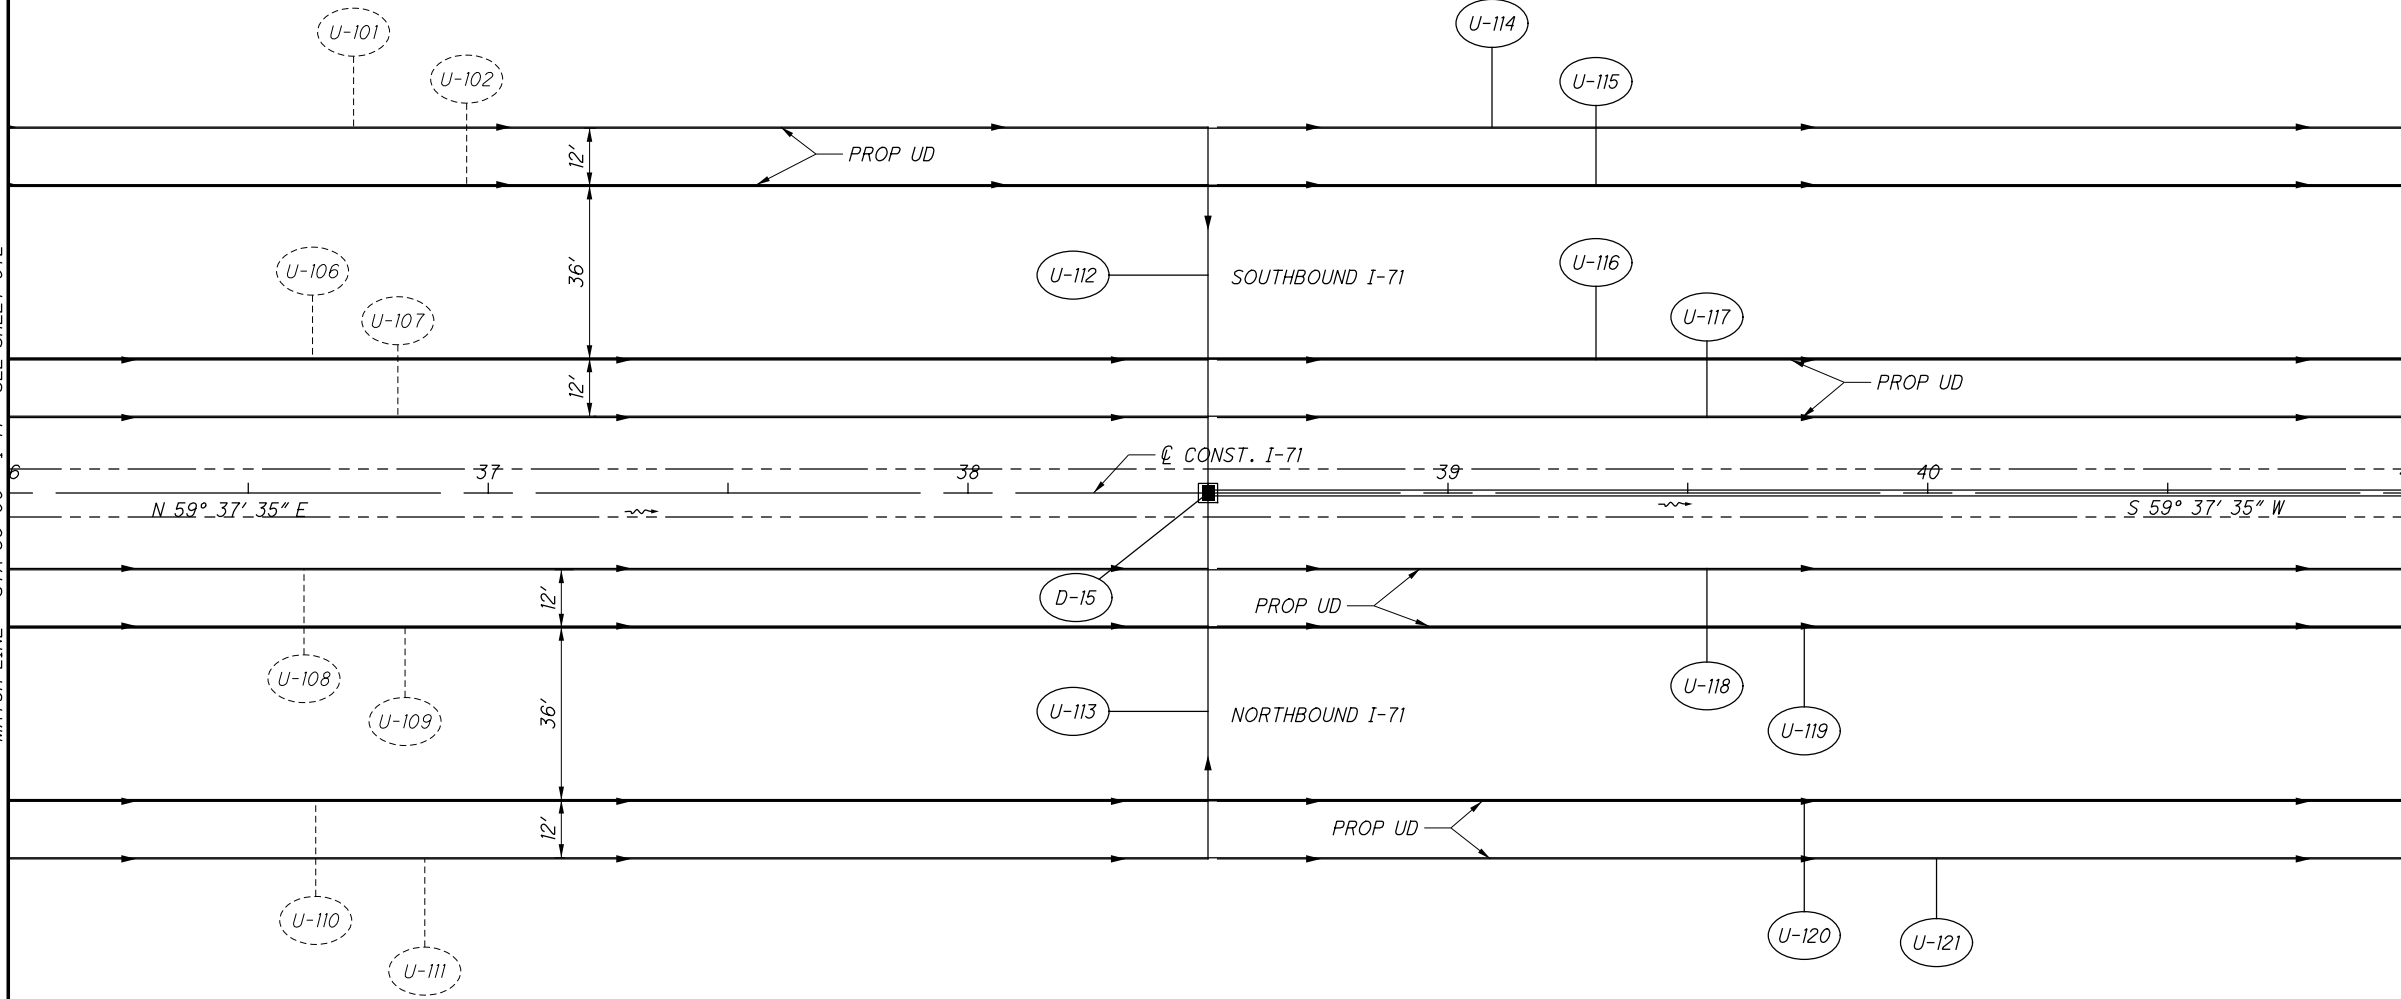 U-101
U-102
U-114
U-115
12'
PROP UD
36'
U-106
U-107
U-112
SOUTHBOUND I-71
U-116
U-117
12'
PROP UD
℄ CONST. I-71
6
37
38
39
40
N 59° 37' 35" E
S 59° 37' 35" W
12'
D-15
PROP UD
U-108
U-109
36'
U-113
NORTHBOUND I-71
U-118
U-119
12'
PROP UD
U-110
U-111
U-120
U-121